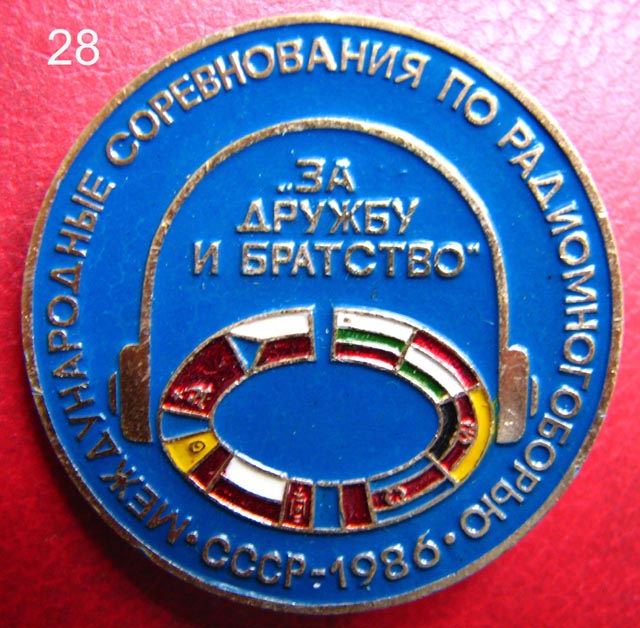 28
МЕЖДУНАРОДНЫЕ СОРЕВНОВАНИЯ ПО РАДИОМНОГОБОРЬЮ
„ЗА
ДРУЖБУ
И БРАТСТВО“
• СССР-1986 •